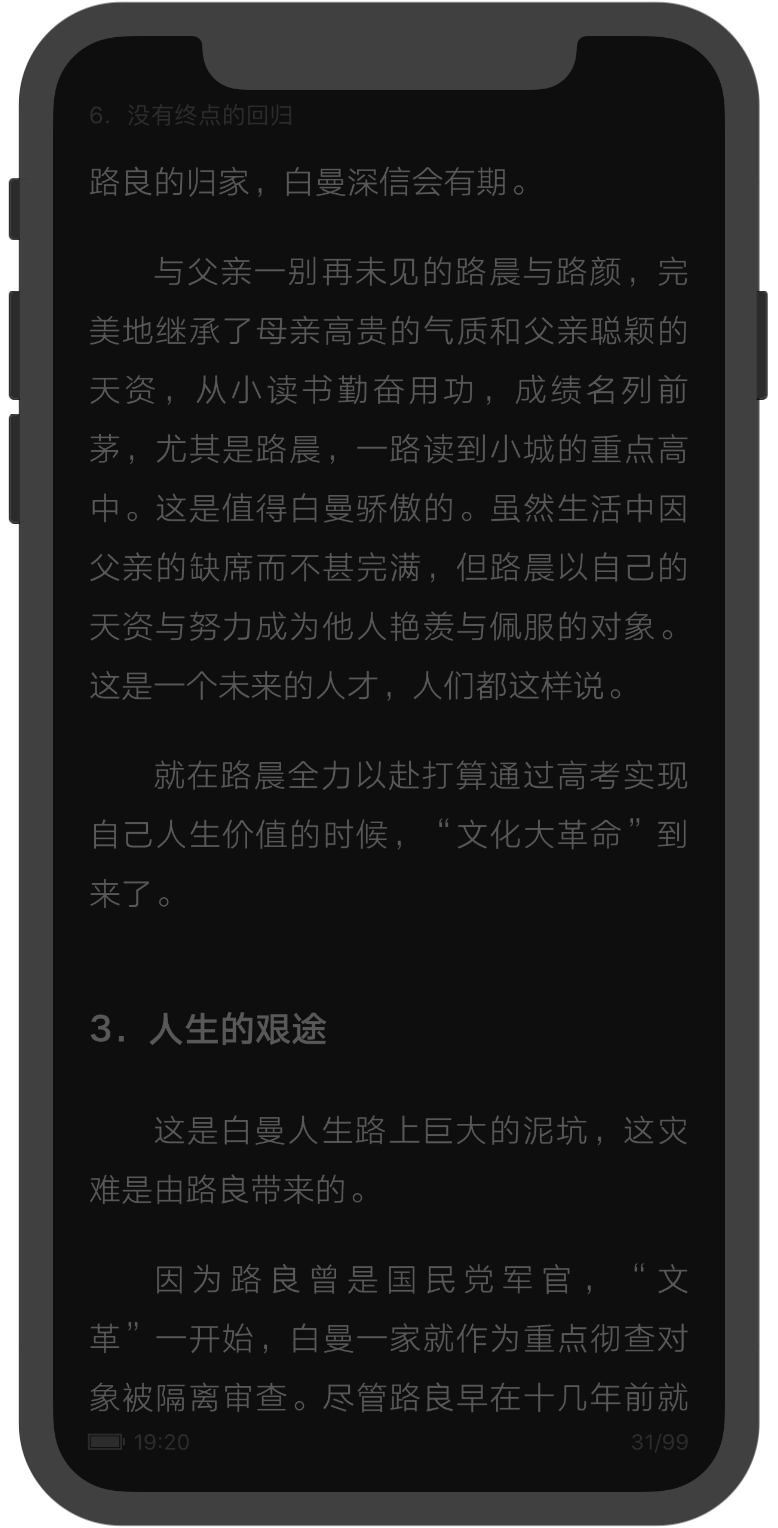 6. 没有终点的回归
路良的归家，白曼深信会有期。
与父亲一别再未见的路晨与路颜，完
美地继承了母亲高贵的气质和父亲聪颖的
天资，从小读书勤奋用功，成绩名列前
茅，尤其是路晨，一路读到小城的重点高
中。这是值得白曼骄傲的。虽然生活中因
父亲的缺席而不甚完满，但路晨以自己的
天资与努力成为他人艳羡与佩服的对象。
这是一个未来的人才，人们都这样说。
就在路晨全力以赴打算通过高考实现
自己人生价值的时候，“文化大革命”到
来了。
3. 人生的艰途
这是白曼人生路上巨大的泥坑，这灾
难是由路良带来的。
因为路良曾是国民党军官，“文
革”一开始，白曼一家就作为重点彻查对
象被隔离审查。尽管路良早在十几年前就
19:20 31/99